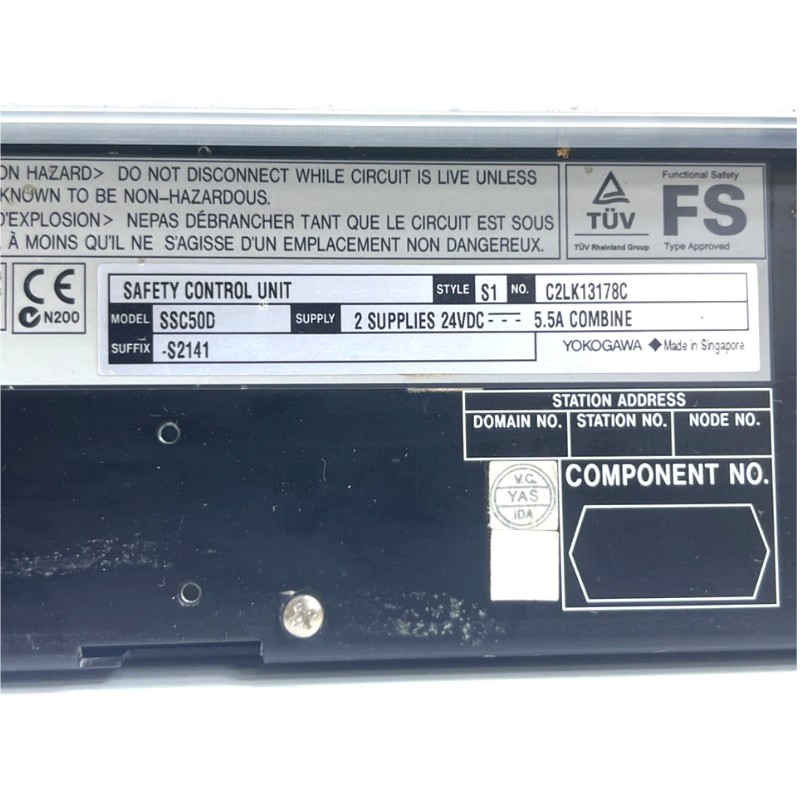 ON HAZARD> DO NOT DISCONNECT WHILE CIRCUIT IS LIVE UNLESS
KNOWN TO BE NON-HAZARDOUS.
D'EXPLOSION> NEPAS DÉBRANCHER TANT QUE LE CIRCUIT EST SOUS
À MOINS QU'IL NE S'AGISSE D'UN EMPLACEMENT NON DANGEREUX.
Functional Safety
TÜV FS
TÜV Rheinland Group Type Approved
CE
N200
SAFETY CONTROL UNIT STYLE S1 NO. C2LK13178C
MODEL SSC50D SUPPLY 2 SUPPLIES 24VDC 5.5A COMBINE
SUFFIX -S2141 YOKOGAWA ◆ Made in Singapore
STATION ADDRESS
DOMAIN NO. STATION NO. NODE NO.
COMPONENT NO.
V.C.
YAS
IDA